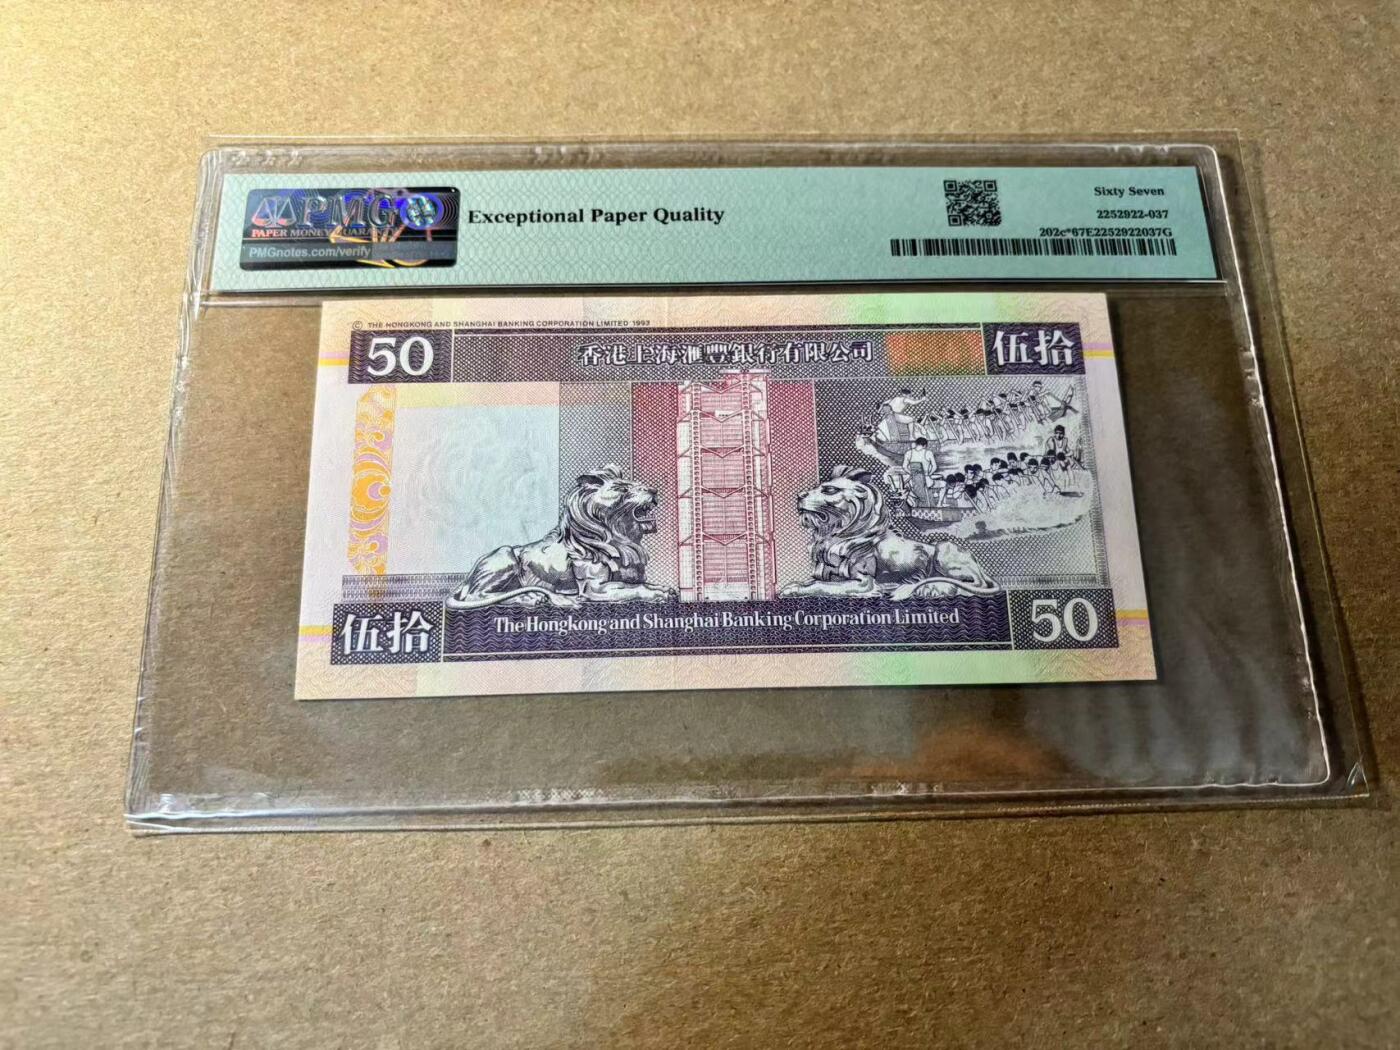 PMG
PAPER MONEY GUARANTY
PMGnotes.com/verify
Exceptional Paper Quality
Sixty Seven
2252922-037
202c*67E2252922037G
© THE HONGKONG AND SHANGHAI BANKING CORPORATION LIMITED 1993
50
香港上海滙豐銀行有限公司
伍拾
伍拾
The Hongkong and Shanghai Banking Corporation Limited
50